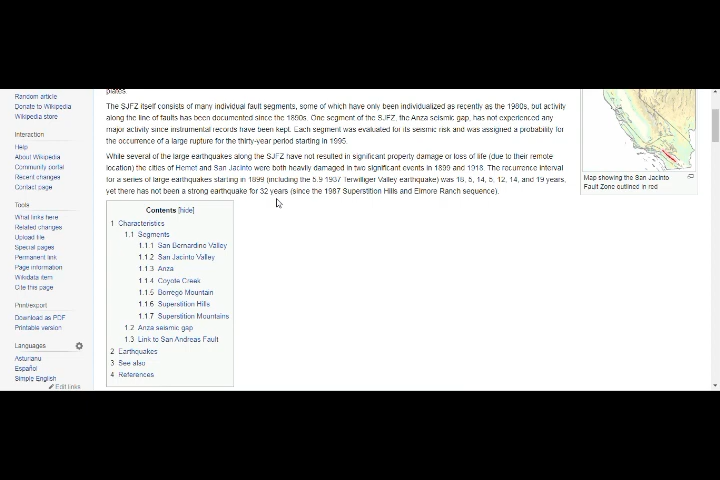 plates.
Random article
Donate to Wikipedia
Wikipedia store
Interaction
Help
About Wikipedia
Community portal
Recent changes
Contact page
Tools
What links here
Related changes
Upload file
Special pages
Permanent link
Page information
Wikidata item
Cite this page
Print/export
Download as PDF
Printable version
Languages
Asturianu
Español
Simple English
Edit links
The SJFZ itself consists of many individual fault segments, some of which have only been individualized as recently as the 1980s, but activity
along the line of faults has been documented since the 1890s. One segment of the SJFZ, the Anza seismic gap, has not experienced any
major activity since instrumental records have been kept. Each segment was evaluated for its seismic risk and was assigned a probability for
the occurrence of a large rupture for the thirty-year period starting in 1995.
While several of the large earthquakes along the SJFZ have not resulted in significant property damage or loss of life (due to their remote
location) the cities of Hemet and San Jacinto were both heavily damaged in two significant events in 1899 and 1918. The recurrence interval
for a series of large earthquakes starting in 1899 (including the 5.9 1937 Terwilliger Valley earthquake) was 18, 5, 14, 5, 12, 14, and 19 years,
yet there has not been a strong earthquake for 32 years (since the 1987 Superstition Hills and Elmore Ranch sequence).
Contents [hide]
1 Characteristics
1.1 Segments
1.1.1 San Bernardino Valley
1.1.2 San Jacinto Valley
1.1.3 Anza
1.1.4 Coyote Creek
1.1.5 Borrego Mountain
1.1.6 Superstition Hills
1.1.7 Superstition Mountains
1.2 Anza seismic gap
1.3 Link to San Andreas Fault
2 Earthquakes
3 See also
4 References
Map showing the San Jacinto
Fault Zone outlined in red